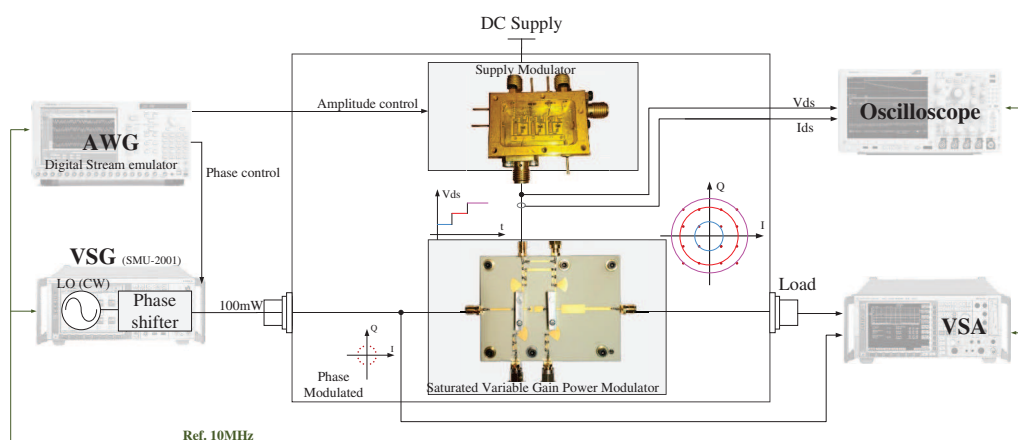 DC Supply
Supply Modulator
Amplitude control
AWG
Digital Stream emulator
Phase control
Vds
Ids
Oscilloscope
Vds
t
Q
I
VSG (SMU-2001)
LO (CW)
Phase
shifter
100mW
Load
VSA
Q
I
Phase
Modulated
Saturated Variable Gain Power Modulator
Ref. 10MHz